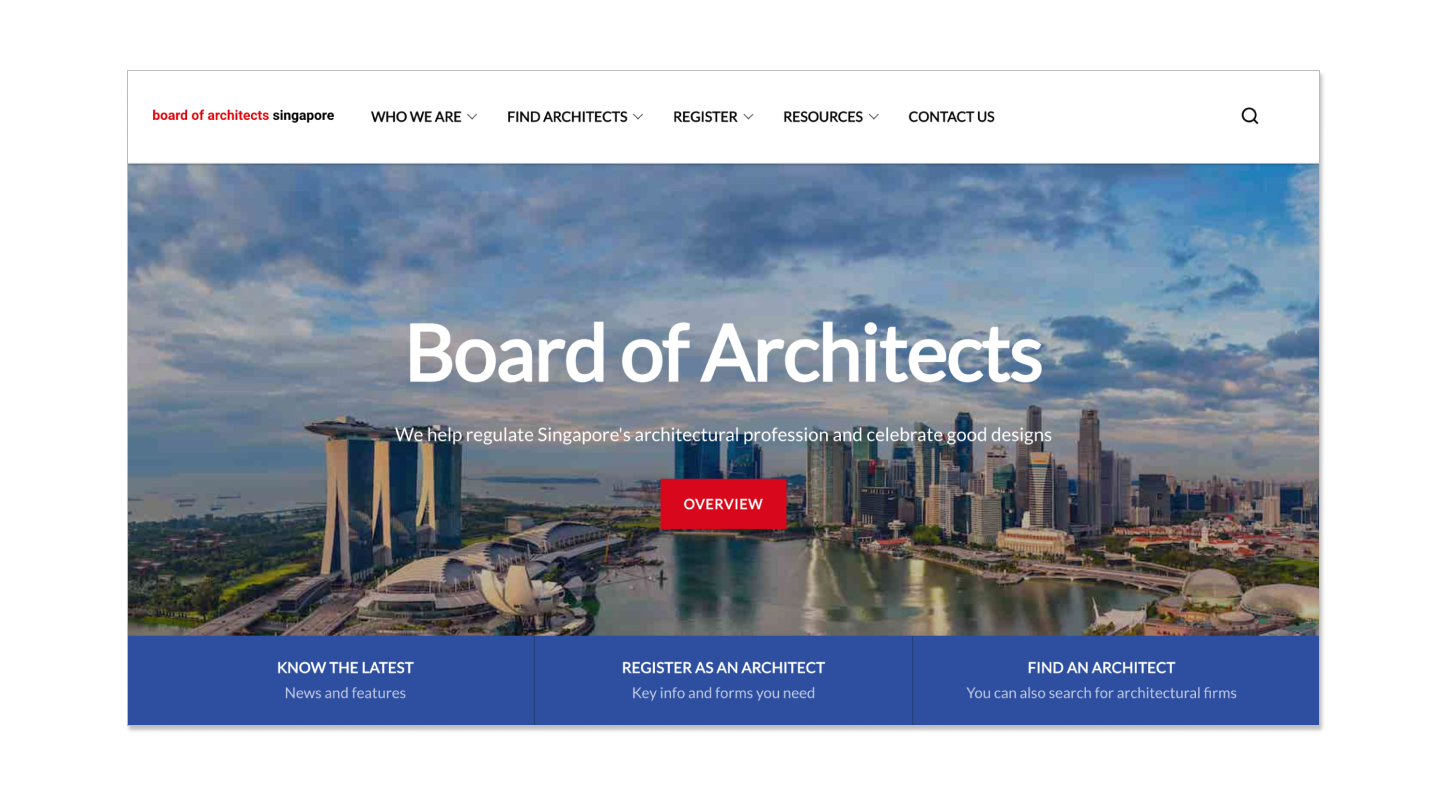 board of architects singapore
WHO WE ARE
FIND ARCHITECTS
REGISTER
RESOURCES
CONTACT US
Board of Architects
We help regulate Singapore's architectural profession and celebrate good designs
OVERVIEW
KNOW THE LATEST
News and features
REGISTER AS AN ARCHITECT
Key info and forms you need
FIND AN ARCHITECT
You can also search for architectural firms